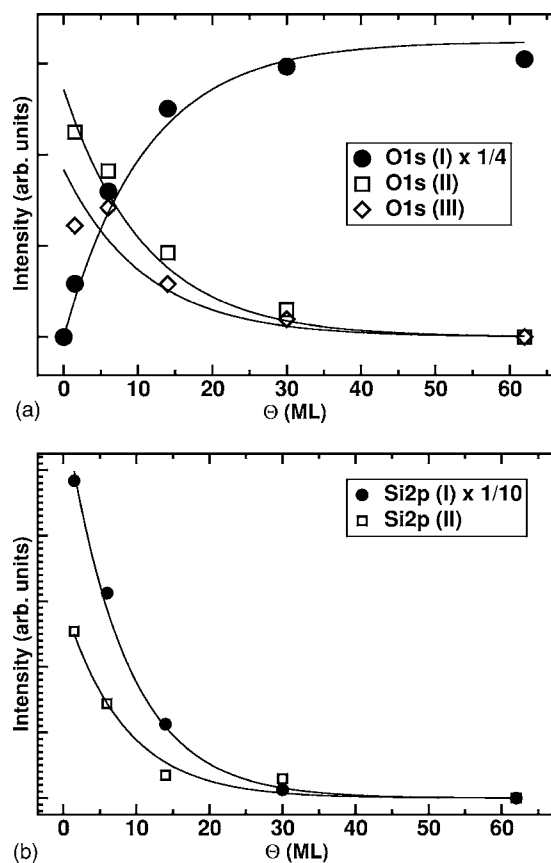 Intensity (arb. units)
O1s (I) x 1/4
O1s (II)
O1s (III)
0 10 20 30 40 50 60
(a)
Θ (ML)
Intensity (arb. units)
Si2p (I) x 1/10
Si2p (II)
0 10 20 30 40 50 60
(b)
Θ (ML)